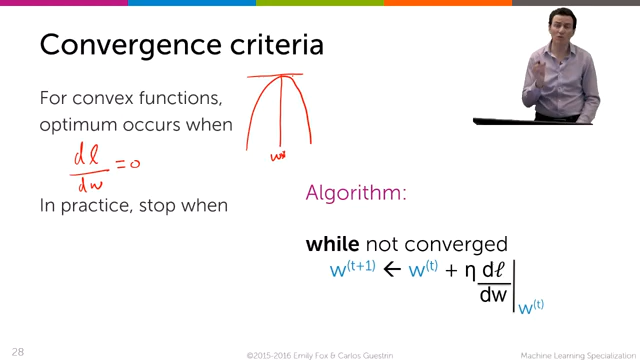 Convergence criteria
For convex functions,
optimum occurs when
dℓ
dw
=0
w*
In practice, stop when
Algorithm:
while not converged
w(t+1) ← w(t) + η dℓ
dw
w(t)
28
©2015-2016 Emily Fox & Carlos Guestrin
Machine Learning Specialization